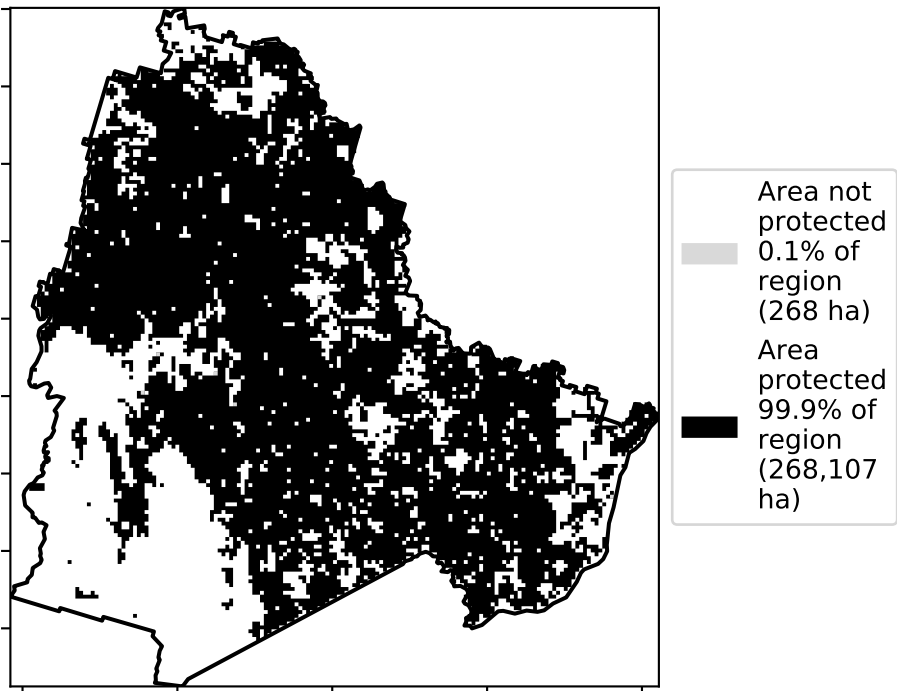 Area not
protected
0.1% of
region
(268 ha)
Area
protected
99.9% of
region
(268,107
ha)